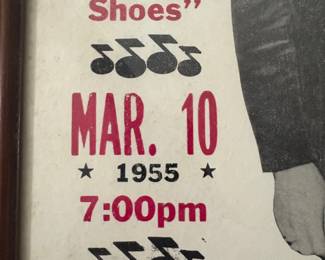 Shoes”
MAR. 10
★ 1955 ★
7:00pm